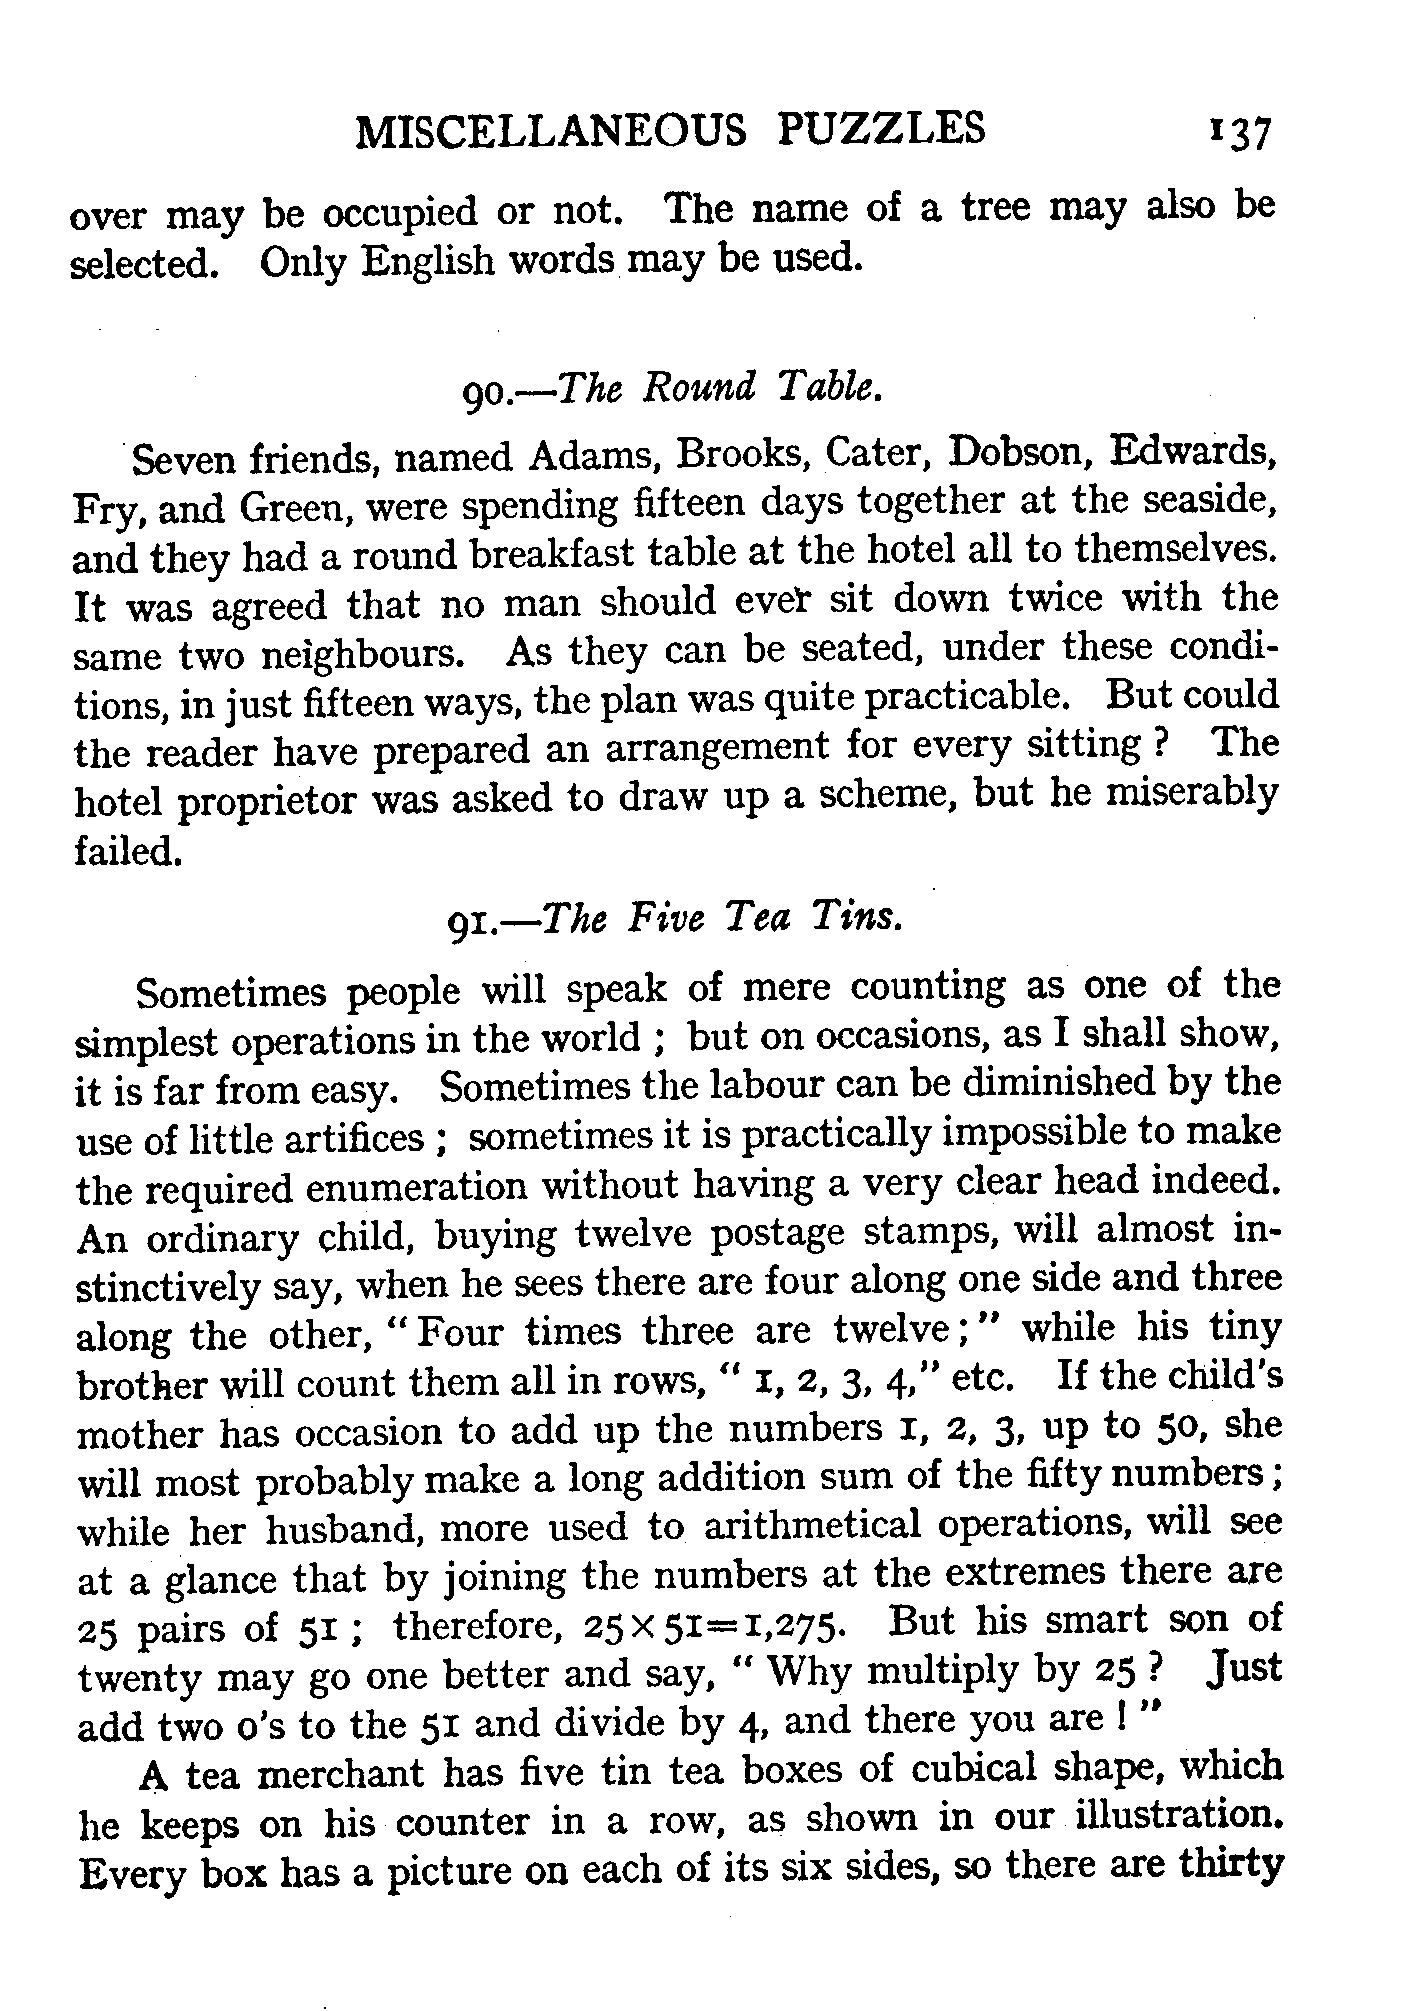 MISCELLANEOUS PUZZLES 137
over may be occupied or not. The name of a tree may also be
selected. Only English words may be used.
90.—The Round Table.
Seven friends, named Adams, Brooks, Cater, Dobson, Edwards,
Fry, and Green, were spending fifteen days together at the seaside,
and they had a round breakfast table at the hotel all to themselves.
It was agreed that no man should ever sit down twice with the
same two neighbours. As they can be seated, under these condi-
tions, in just fifteen ways, the plan was quite practicable. But could
the reader have prepared an arrangement for every sitting ? The
hotel proprietor was asked to draw up a scheme, but he miserably
failed.
91.—The Five Tea Tins.
Sometimes people will speak of mere counting as one of the
simplest operations in the world ; but on occasions, as I shall show,
it is far from easy. Sometimes the labour can be diminished by the
use of little artifices ; sometimes it is practically impossible to make
the required enumeration without having a very clear head indeed.
An ordinary child, buying twelve postage stamps, will almost in-
stinctively say, when he sees there are four along one side and three
along the other, “ Four times three are twelve ; ” while his tiny
brother will count them all in rows, “ 1, 2, 3, 4,” etc. If the child's
mother has occasion to add up the numbers 1, 2, 3, up to 50, she
will most probably make a long addition sum of the fifty numbers ;
while her husband, more used to arithmetical operations, will see
at a glance that by joining the numbers at the extremes there are
25 pairs of 51 ; therefore, 25×51=1,275. But his smart son of
twenty may go one better and say, “ Why multiply by 25 ? Just
add two o's to the 51 and divide by 4, and there you are ! ”
A tea merchant has five tin tea boxes of cubical shape, which
he keeps on his counter in a row, as shown in our illustration.
Every box has a picture on each of its six sides, so there are thirty